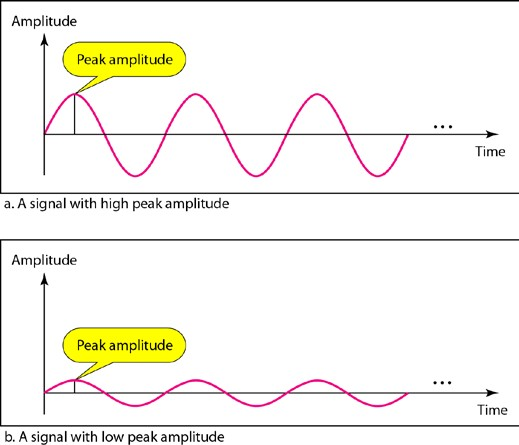 Amplitude
Peak amplitude
...
Time
a. A signal with high peak amplitude
Amplitude
Peak amplitude
...
Time
b. A signal with low peak amplitude